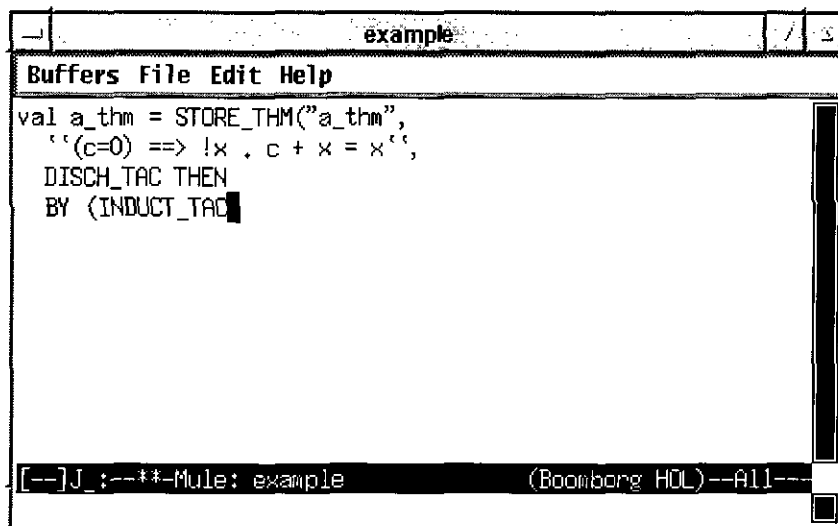 example
Buffers File Edit Help
val a_thm = STORE_THM("a_thm",
  ‘‘(c=0) ==> !x . c + x = x‘‘,
  DISCH_TAC THEN
  BY (INDUCT_TAC
[--]J_:--**-Mule: example (Boomborg HOL)--All---